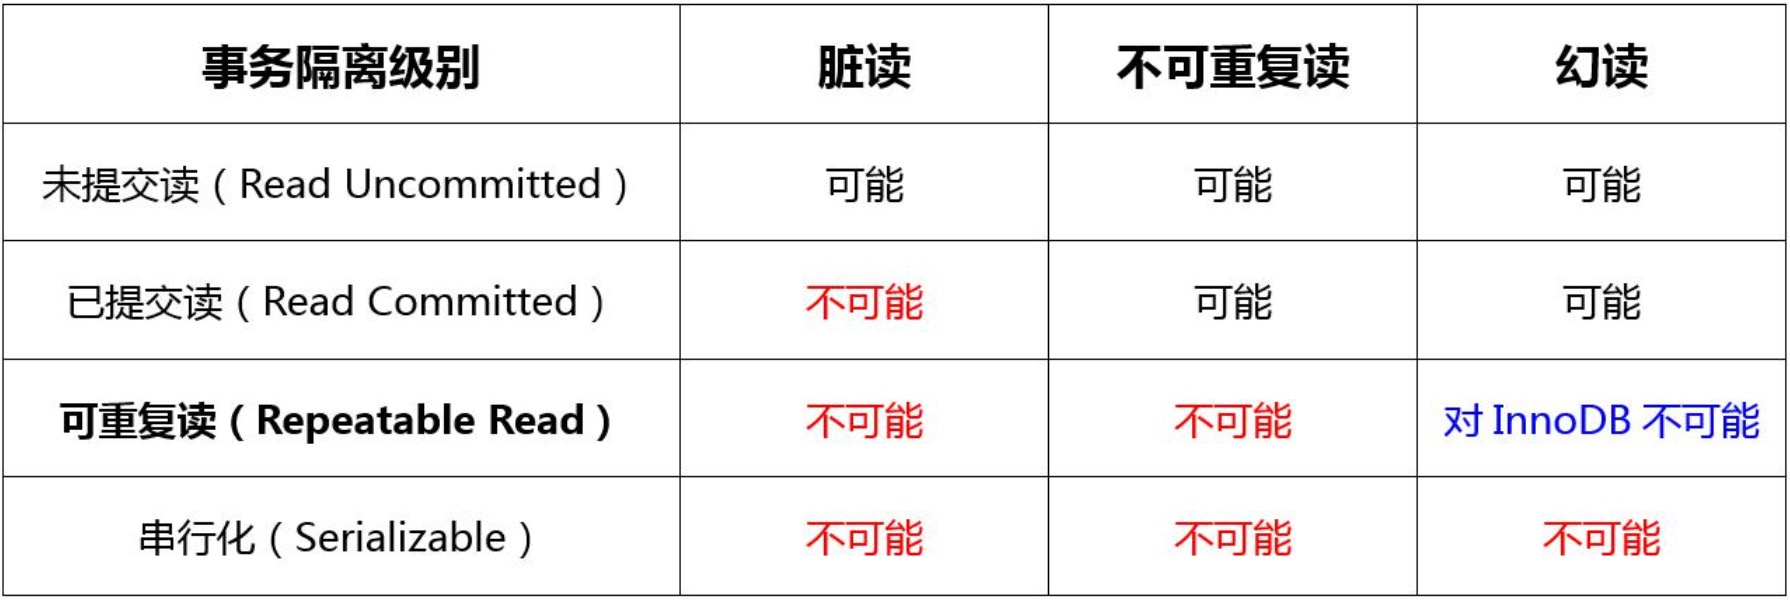 事务隔离级别 脏读 不可重复读 幻读
未提交读（Read Uncommitted） 可能 可能 可能
已提交读（Read Committed） 不可能 可能 可能
可重复读（Repeatable Read） 不可能 不可能 对 InnoDB 不可能
串行化（Serializable） 不可能 不可能 不可能